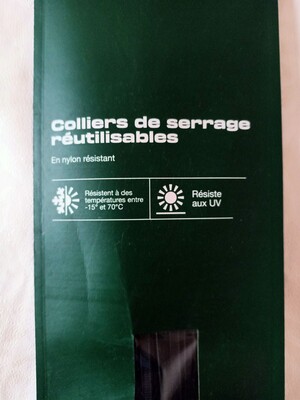 Colliers de serrage
réutilisables
En nylon résistant
Résistent à des
températures entre
-15° et 70°C
Résiste
aux UV